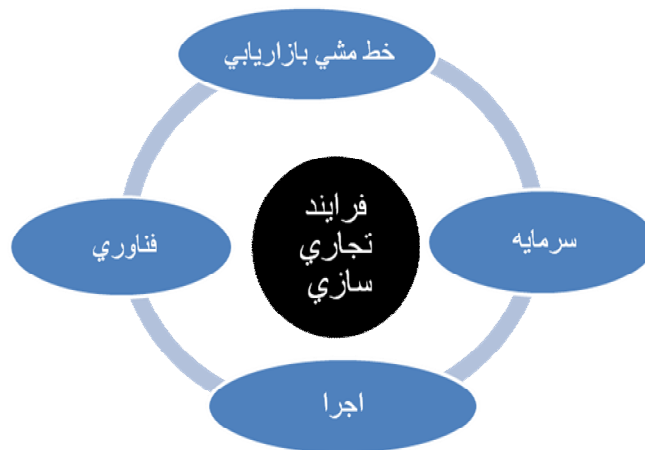 خط مشي بازاريابي
فرايند
تجاري
سازي
سرمايه
فناوري
اجرا